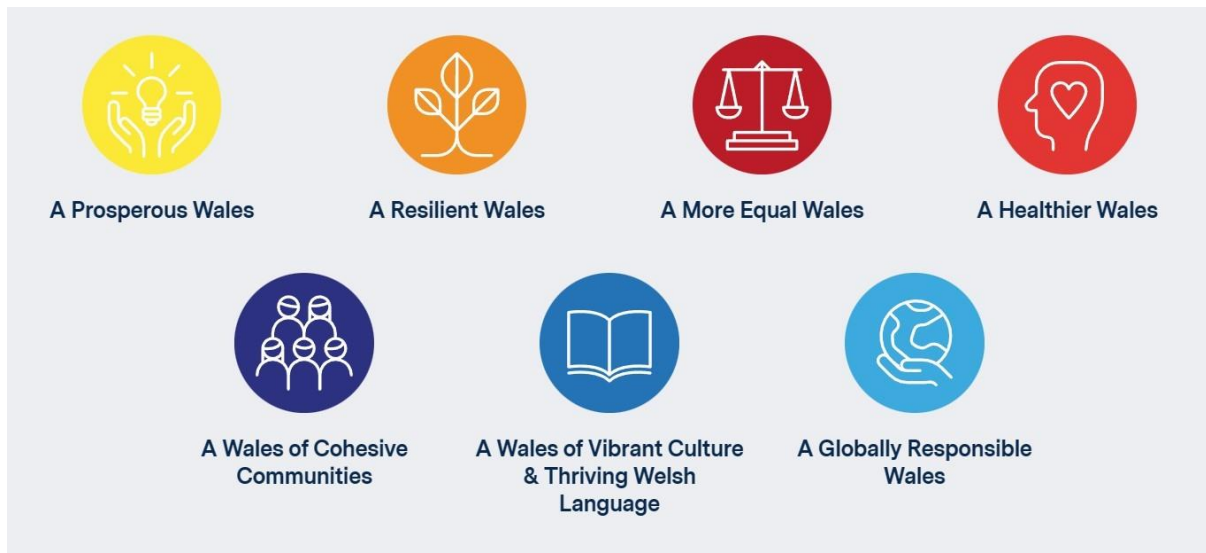 A Prosperous Wales
A Resilient Wales
A More Equal Wales
A Healthier Wales
A Wales of Cohesive
Communities
A Wales of Vibrant Culture
& Thriving Welsh
Language
A Globally Responsible
Wales